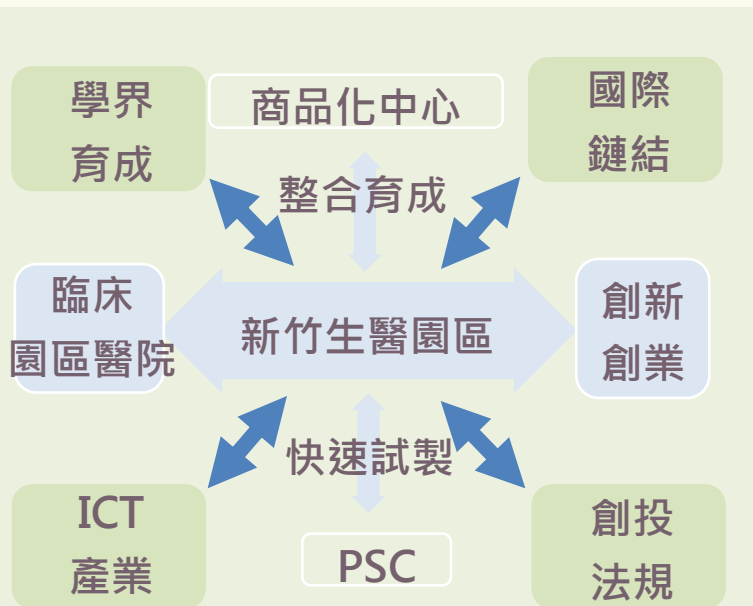 學界
育成
商品化中心
國際
鏈結
整合育成
臨床
園區醫院
新竹生醫園區
創新
創業
快速試製
ICT
產業
PSC
創投
法規